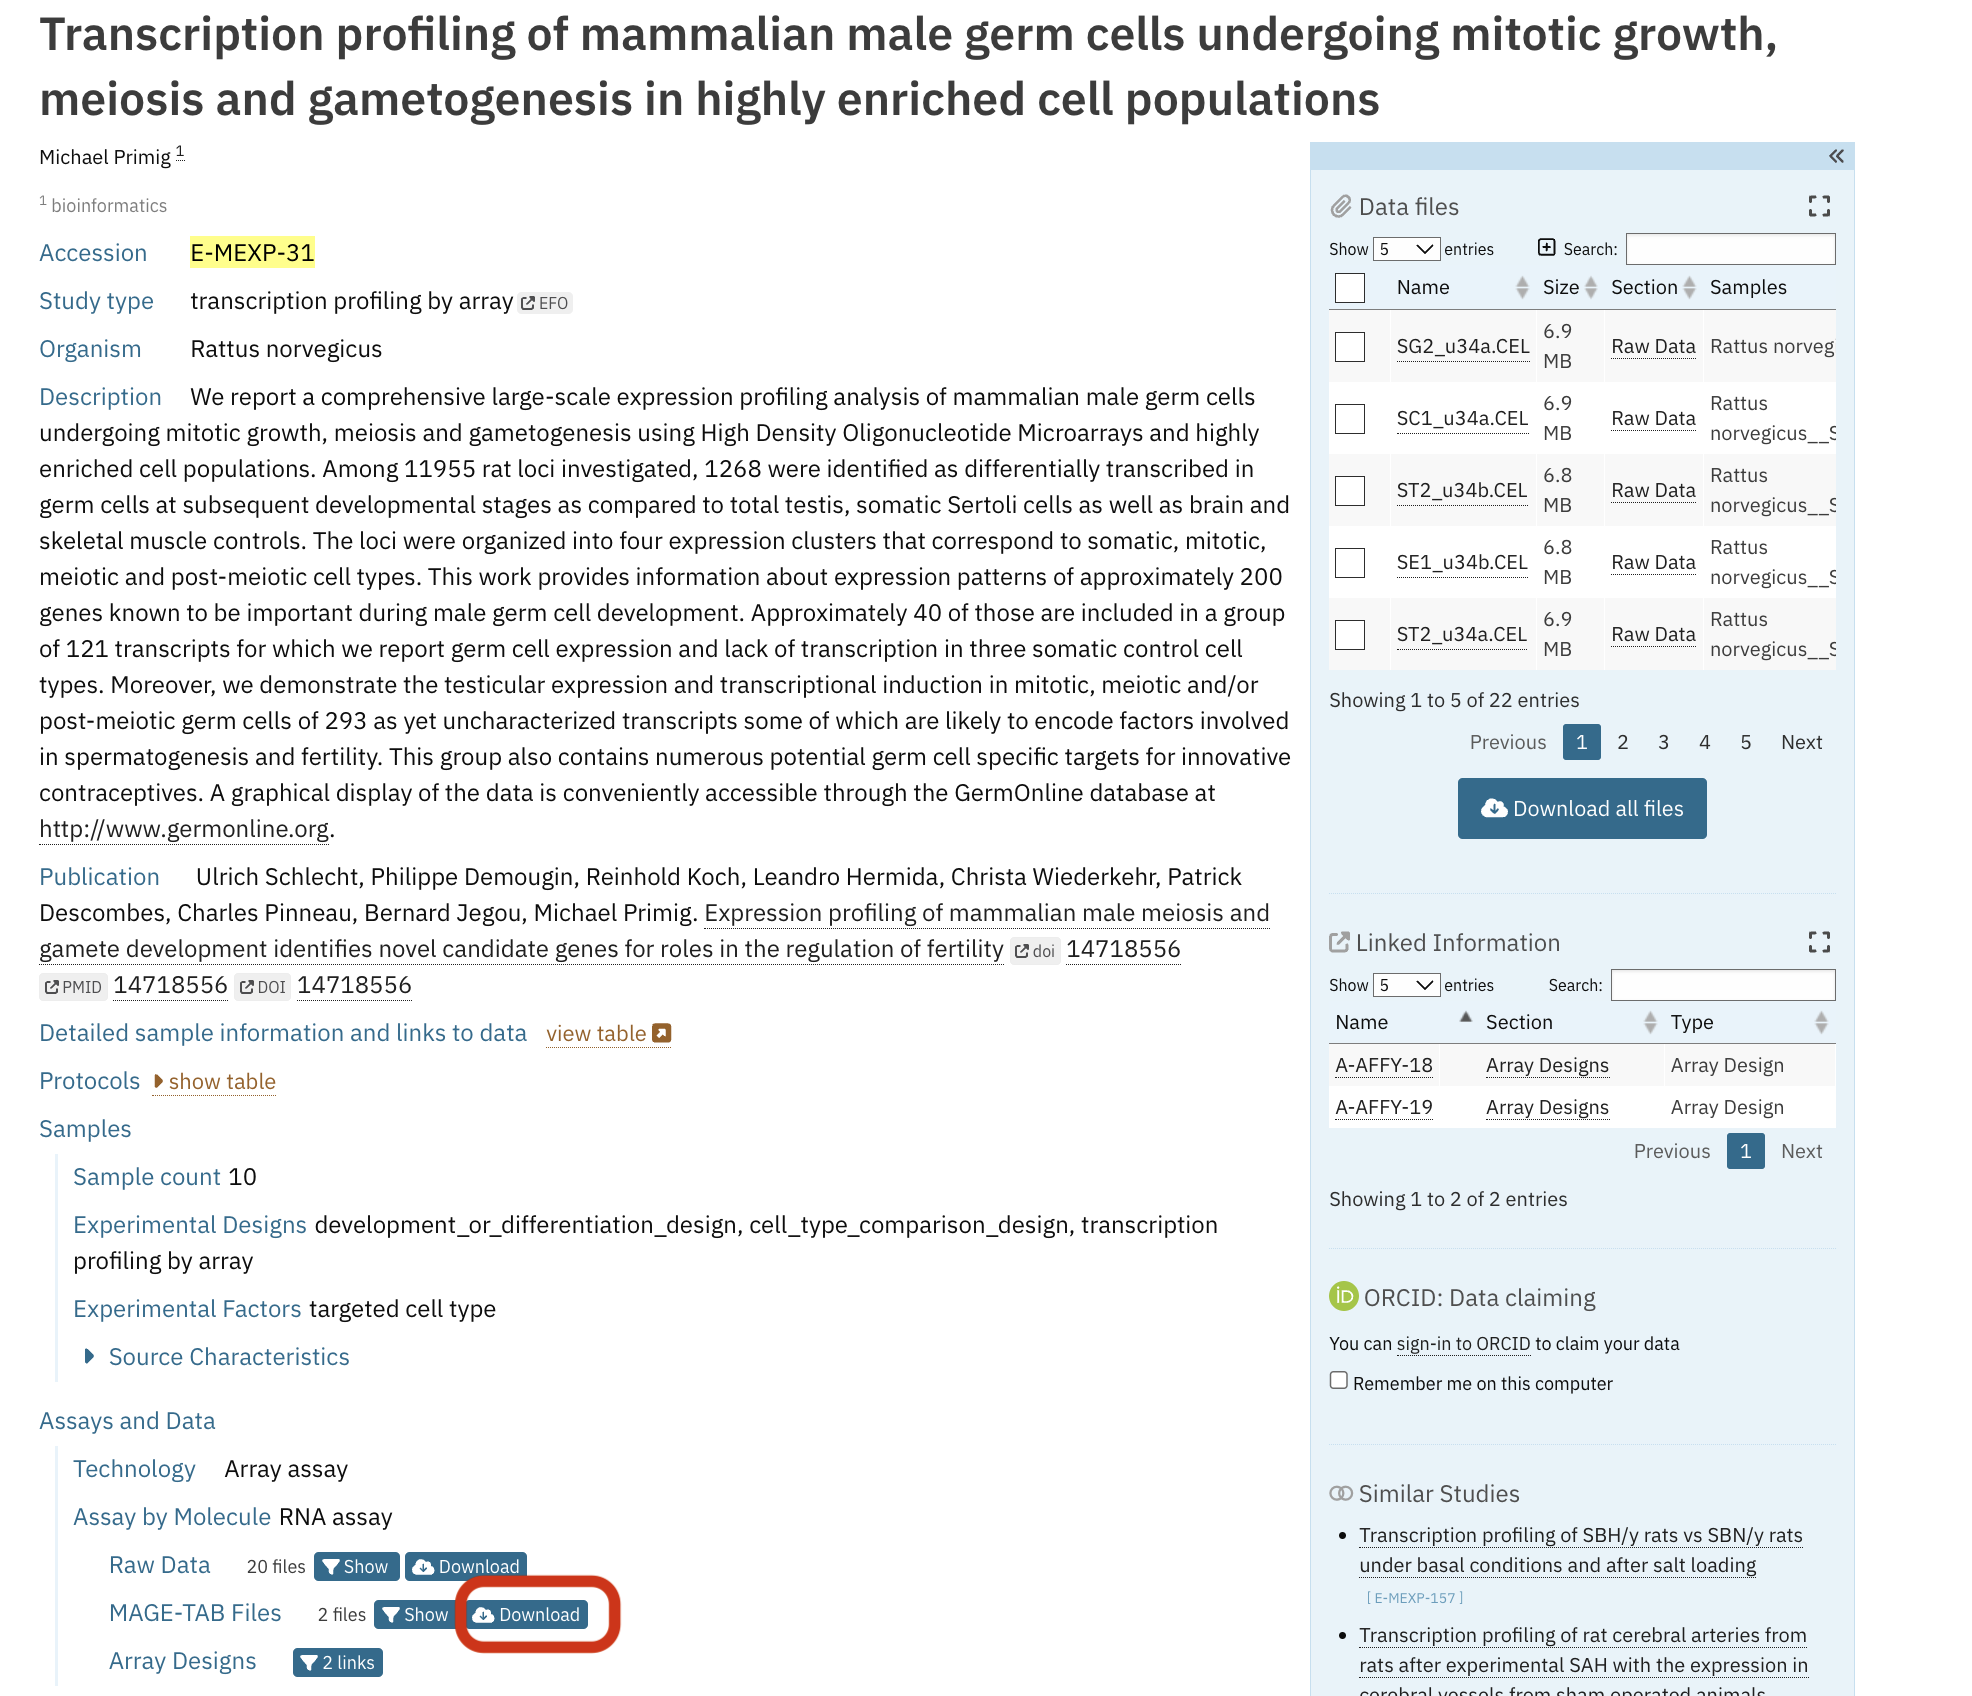 Transcription profiling of mammalian male germ cells undergoing mitotic growth,
meiosis and gametogenesis in highly enriched cell populations
Michael Primig 1
1 bioinformatics
Accession E-MEXP-31
Study type transcription profiling by array EFO
Organism Rattus norvegicus
Description We report a comprehensive large-scale expression profiling analysis of mammalian male germ cells
undergoing mitotic growth, meiosis and gametogenesis using High Density Oligonucleotide Microarrays and highly
enriched cell populations. Among 11955 rat loci investigated, 1268 were identified as differentially transcribed in
germ cells at subsequent developmental stages as compared to total testis, somatic Sertoli cells as well as brain and
skeletal muscle controls. The loci were organized into four expression clusters that correspond to somatic, mitotic,
meiotic and post-meiotic cell types. This work provides information about expression patterns of approximately 200
genes known to be important during male germ cell development. Approximately 40 of those are included in a group
of 121 transcripts for which we report germ cell expression and lack of transcription in three somatic control cell
types. Moreover, we demonstrate the testicular expression and transcriptional induction in mitotic, meiotic and/or
post-meiotic germ cells of 293 as yet uncharacterized transcripts some of which are likely to encode factors involved
in spermatogenesis and fertility. This group also contains numerous potential germ cell specific targets for innovative
contraceptives. A graphical display of the data is conveniently accessible through the GermOnline database at
http://www.germonline.org.
Publication Ulrich Schlecht, Philippe Demougin, Reinhold Koch, Leandro Hermida, Christa Wiederkehr, Patrick
Descombes, Charles Pinneau, Bernard Jegou, Michael Primig. Expression profiling of mammalian male meiosis and
gamete development identifies novel candidate genes for roles in the regulation of fertility doi 14718556
PMID 14718556 DOI 14718556
Detailed sample information and links to data view table
Protocols show table
Samples
Sample count 10
Experimental Designs development_or_differentiation_design, cell_type_comparison_design, transcription
profiling by array
Experimental Factors targeted cell type
Source Characteristics
Assays and Data
Technology Array assay
Assay by Molecule RNA assay
Raw Data 20 files Show Download
MAGE-TAB Files 2 files Show Download
Array Designs 2 links
Data files
Show 5 entries Search:
Name Size Section Samples
SG2_u34a.CEL 6.9 MB Raw Data Rattus norveg
SC1_u34a.CEL 6.9 MB Raw Data Rattus norvegicus__S
ST2_u34b.CEL 6.8 MB Raw Data Rattus norvegicus__S
SE1_u34b.CEL 6.8 MB Raw Data Rattus norvegicus__S
ST2_u34a.CEL 6.9 MB Raw Data Rattus norvegicus__S
Showing 1 to 5 of 22 entries
Previous 1 2 3 4 5 Next
Download all files
Linked Information
Show 5 entries Search:
Name Section Type
A-AFFY-18 Array Designs Array Design
A-AFFY-19 Array Designs Array Design
Previous 1 Next
Showing 1 to 2 of 2 entries
iD ORCID: Data claiming
You can sign-in to ORCID to claim your data
Remember me on this computer
Similar Studies
• Transcription profiling of SBH/y rats vs SBN/y rats
under basal conditions and after salt loading
[ E-MEXP-157 ]
• Transcription profiling of rat cerebral arteries from
rats after experimental SAH with the expression in
cerebral vessels from sham operated animals